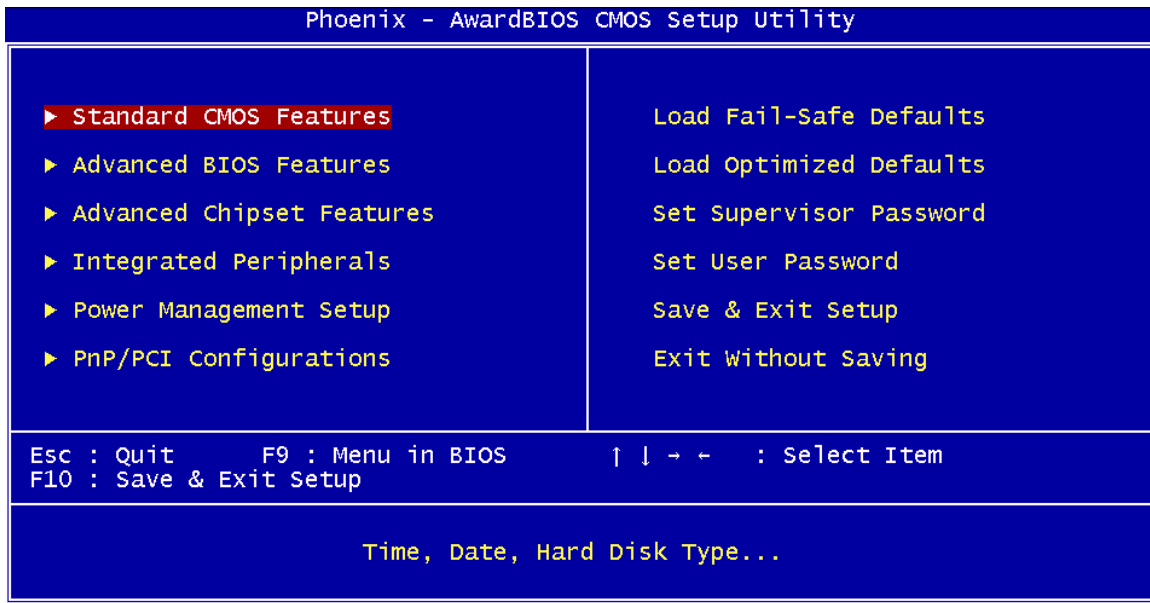 Phoenix - AwardBIOS CMOS Setup Utility
▶ Standard CMOS Features
▶ Advanced BIOS Features
▶ Advanced Chipset Features
▶ Integrated Peripherals
▶ Power Management Setup
▶ PnP/PCI Configurations
Load Fail-Safe Defaults
Load Optimized Defaults
Set Supervisor Password
Set User Password
Save & Exit Setup
Exit Without Saving
Esc : Quit F9 : Menu in BIOS ↑ ↓ → ← : Select Item
F10 : Save & Exit Setup
Time, Date, Hard Disk Type...